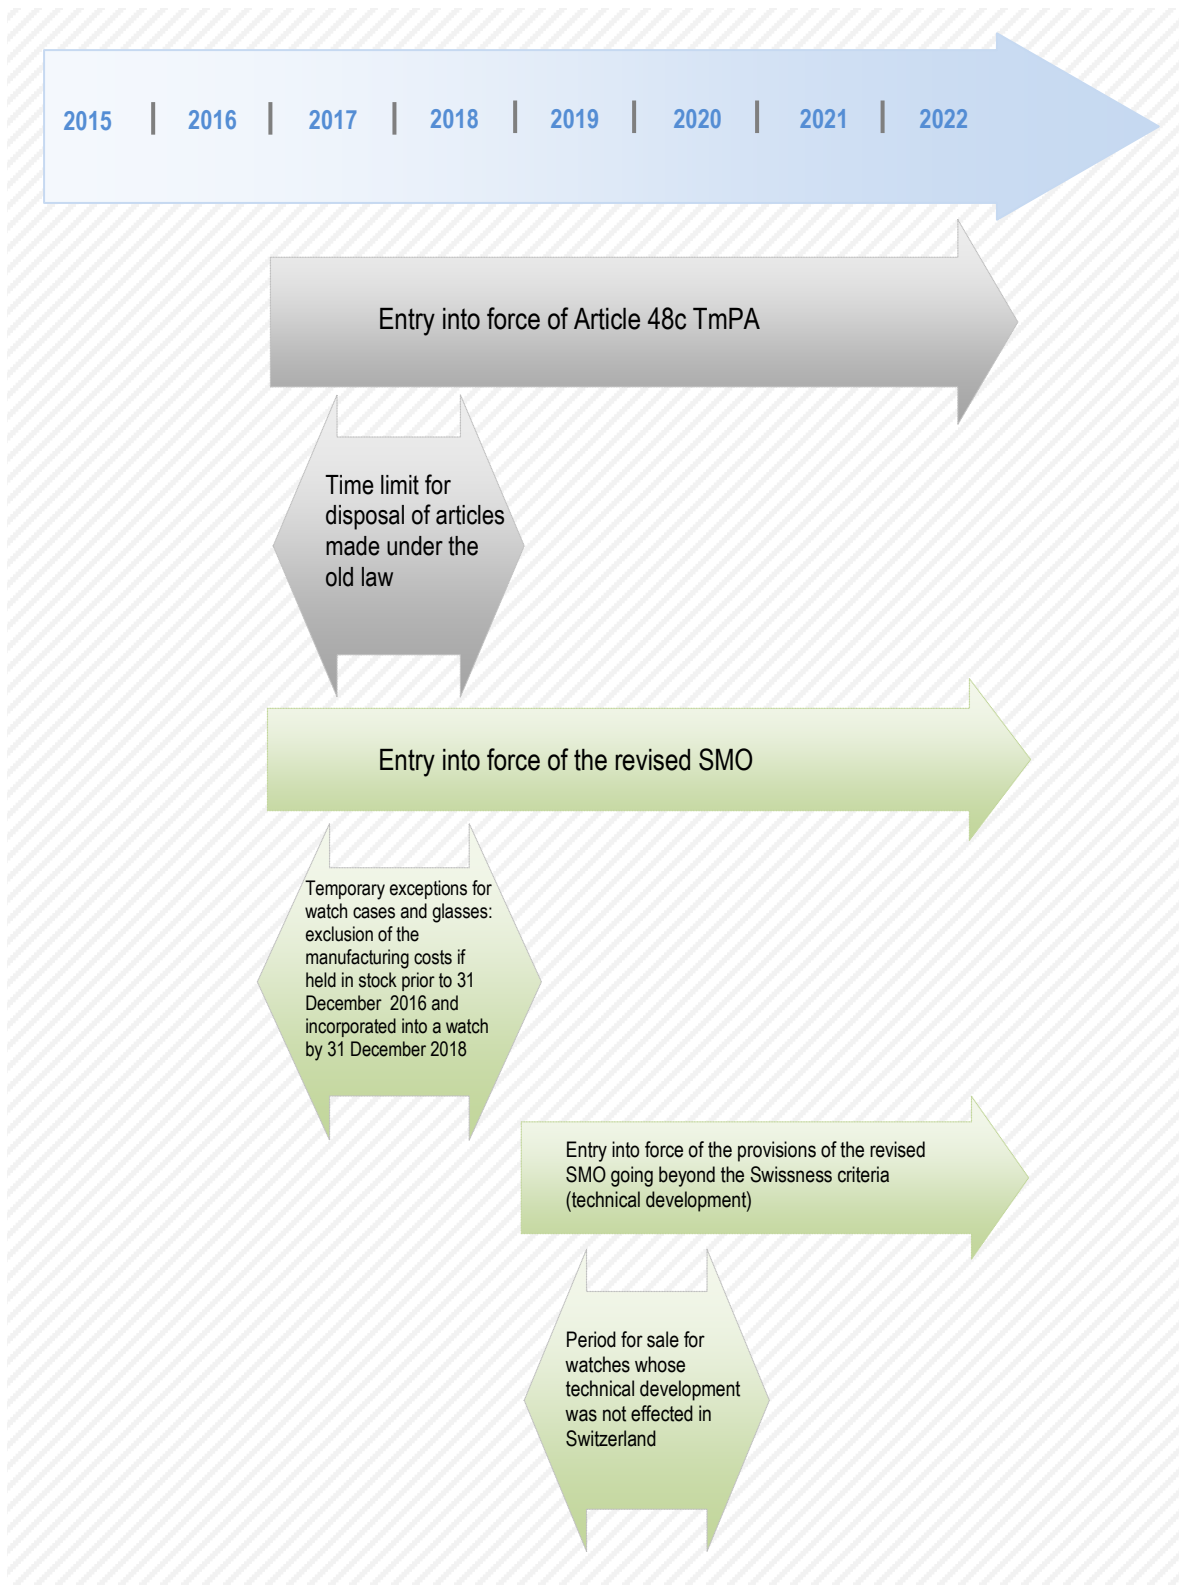 2015 | 2016 | 2017 | 2018 | 2019 | 2020 | 2021 | 2022
Entry into force of Article 48c TmPA
Time limit for
disposal of articles
made under the
old law
Entry into force of the revised SMO
Temporary exceptions for
watch cases and glasses:
exclusion of the
manufacturing costs if
held in stock prior to 31
December 2016 and
incorporated into a watch
by 31 December 2018
Entry into force of the provisions of the revised
SMO going beyond the Swissness criteria
(technical development)
Period for sale for
watches whose
technical development
was not effected in
Switzerland